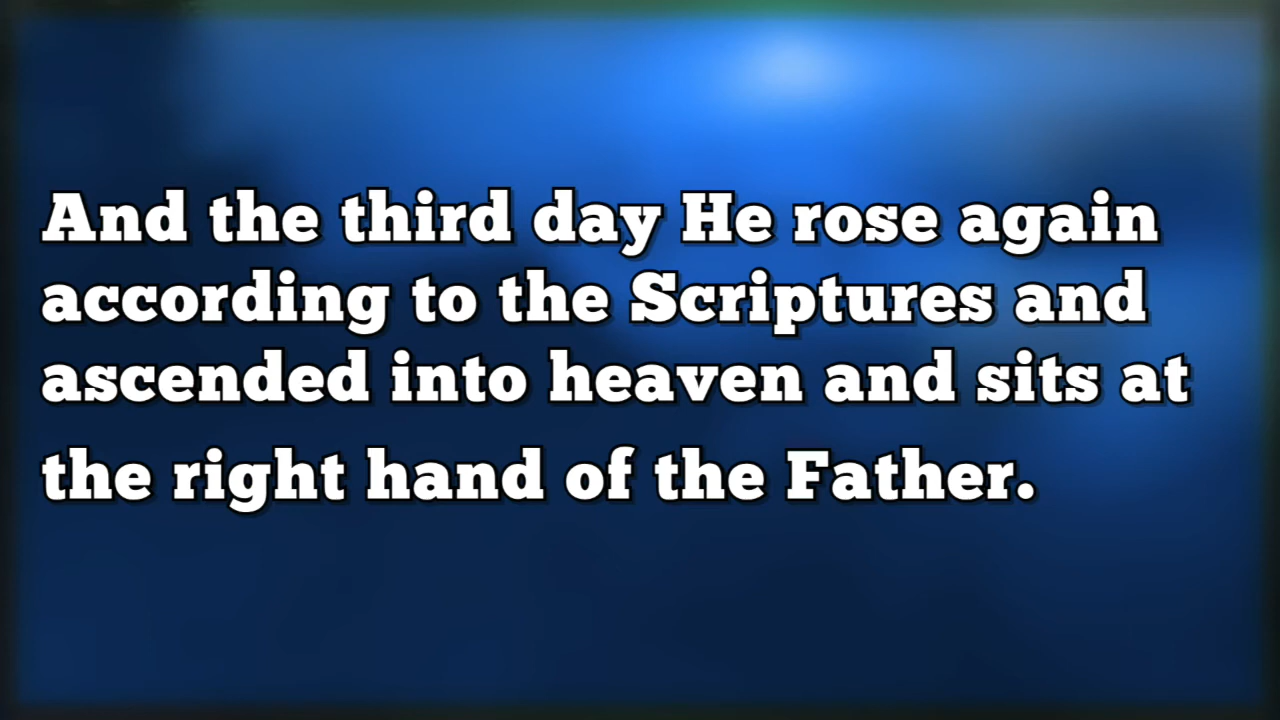 And the third day He rose again
according to the Scriptures and
ascended into heaven and sits at
the right hand of the Father.